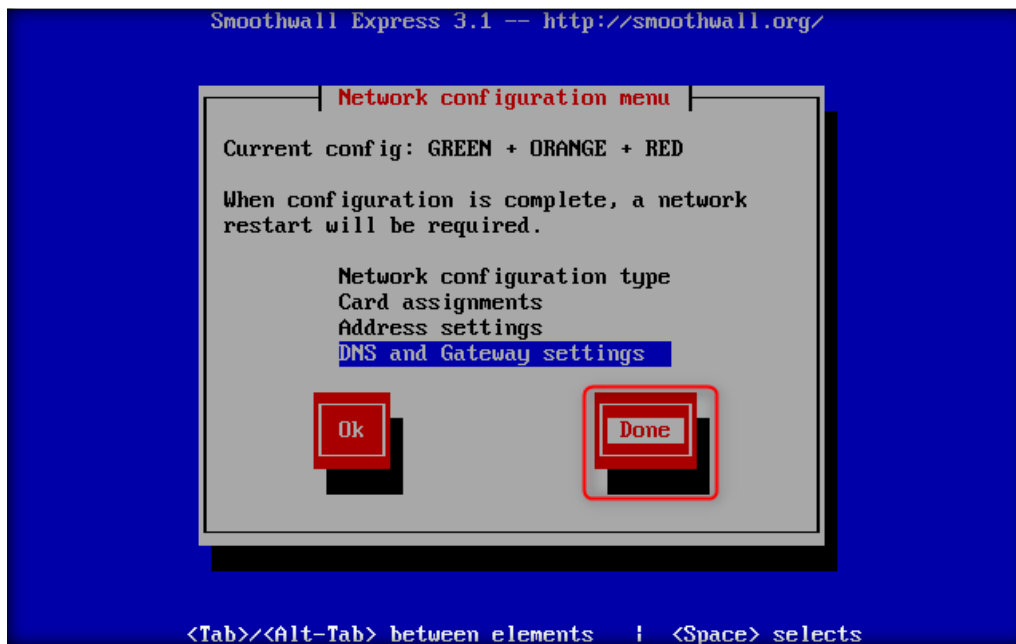 Smoothwall Express 3.1 -- http://smoothwall.org/
Network configuration menu
Current config: GREEN + ORANGE + RED
When configuration is complete, a network
restart will be required.
Network configuration type
Card assignments
Address settings
DNS and Gateway settings
Ok Done
<Tab>/<Alt-Tab> between elements | <Space> selects